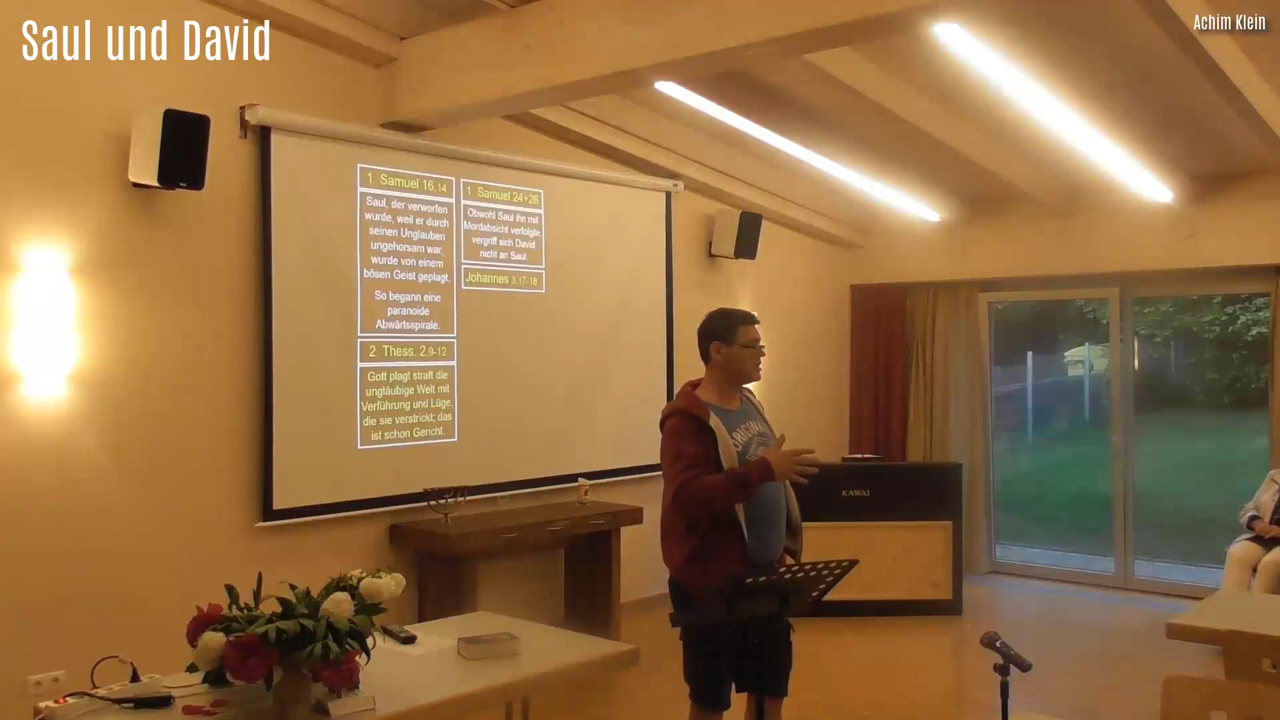 Saul und David
Achim Klein
1. Samuel 16,14
Saul, der verworfen
wurde, weil er durch
seinen Unglauben
ungehorsam war,
wurde von einem
bösen Geist geplagt.
So begann eine
paranoide
Abwärtsspirale.
2. Thess. 2,9-12
Gott plagt straft die
ungläubige Welt mit
Verführung und Lüge,
die sie verstrickt; das
ist schon Gericht.
1. Samuel 24+26
Obwohl Saul ihn mit
Mordabsicht verfolgte,
vergriff sich David
nicht an Saul.
Johannes 3,17-18
ORIGINAL
KAWAI